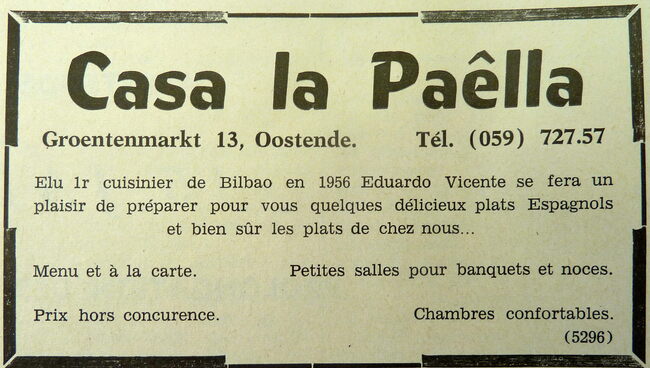 Casa la Paêlla
Groentenmarkt 13, Oostende. Tél. (059) 727.57
Elu 1r cuisinier de Bilbao en 1956 Eduardo Vicente se fera un
plaisir de préparer pour vous quelques délicieux plats Espagnols
et bien sûr les plats de chez nous...
Menu et à la carte. Petites salles pour banquets et noces.
Prix hors concurence. Chambres confortables.
(5296)